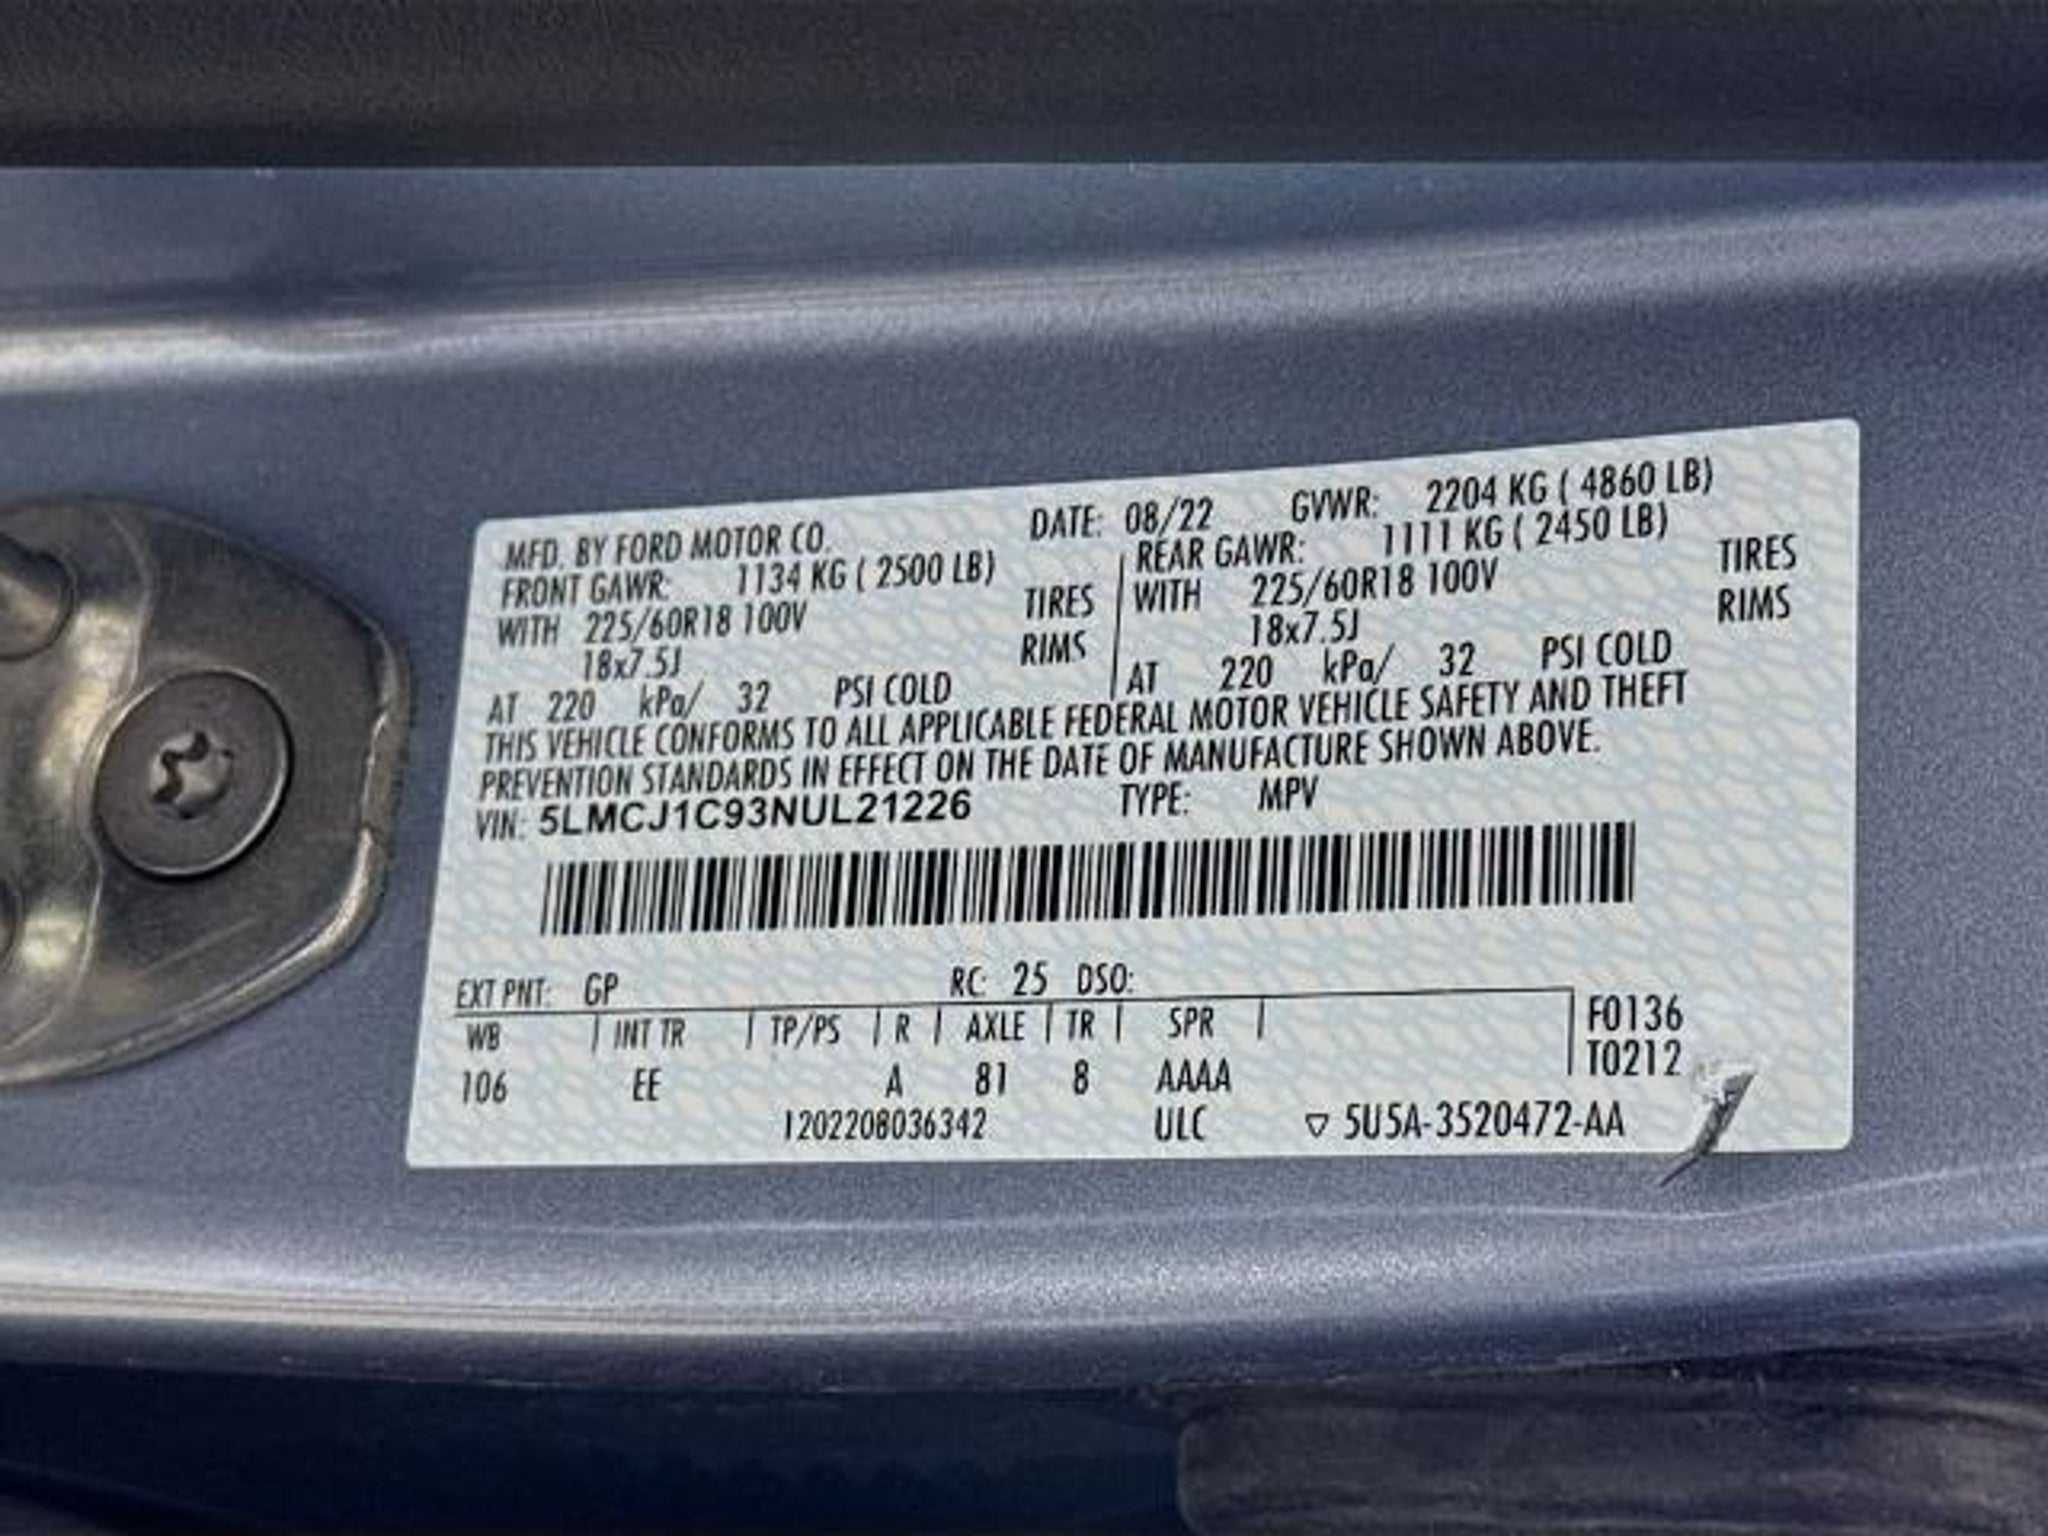 MFD. BY FORD MOTOR CO. DATE: 08/22 GVWR: 2204 KG ( 4860 LB)
FRONT GAWR: 1134 KG ( 2500 LB) REAR GAWR: 1111 KG ( 2450 LB)
WITH 225/60R18 100V TIRES WITH 225/60R18 100V TIRES
18x7.5J RIMS 18x7.5J RIMS
AT 220 kPa/ 32 PSI COLD AT 220 kPa/ 32 PSI COLD
THIS VEHICLE CONFORMS TO ALL APPLICABLE FEDERAL MOTOR VEHICLE SAFETY AND THEFT
PREVENTION STANDARDS IN EFFECT ON THE DATE OF MANUFACTURE SHOWN ABOVE.
VIN: 5LMCJ1C93NUL21226 TYPE: MPV
EXT PNT: GP RC: 25 DSO:
WB INT TR TP/PS R AXLE TR SPR F0136
T0212
106 EE A 81 8 AAAA
1202208036342 ULC ▽ 5U5A-3520472-AA